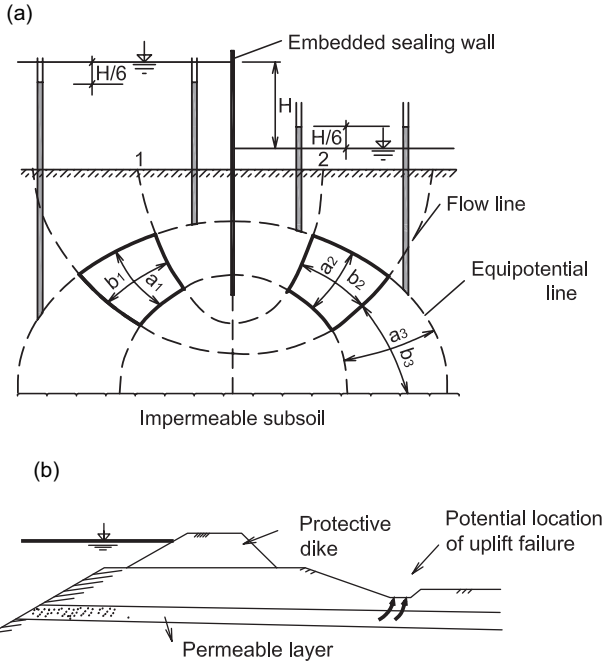 (a)
Embedded sealing wall
H/6
H
H/6
1
2
Flow line
Equipotential
line
b1
a1
a2
b2
a3
b3
Impermeable subsoil
(b)
Protective
dike
Potential location
of uplift failure
Permeable layer